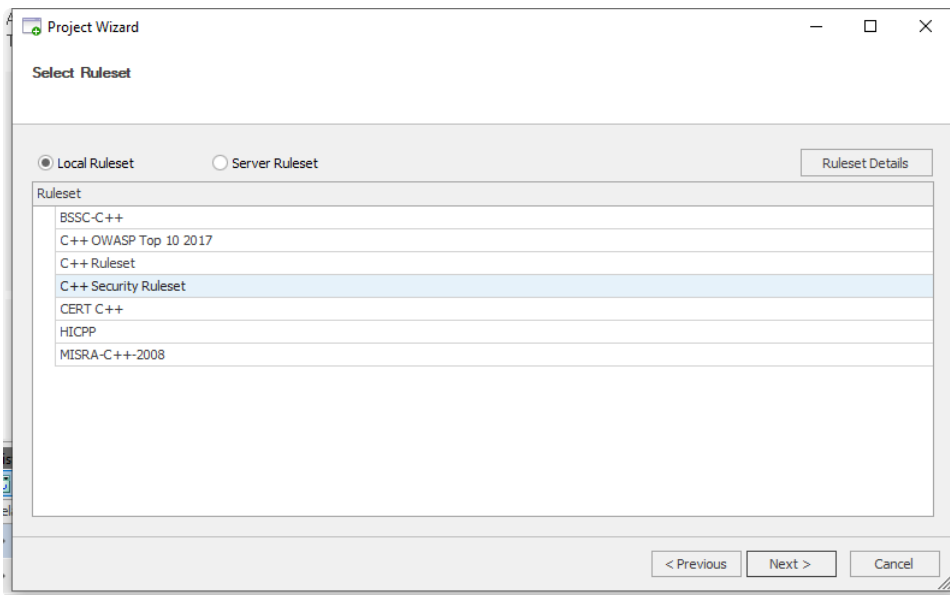 Project Wizard
Select Ruleset
Local Ruleset
Server Ruleset
Ruleset Details
Ruleset
BSSC-C++
C++ OWASP Top 10 2017
C++ Ruleset
C++ Security Ruleset
CERT C++
HICPP
MISRA-C++-2008
< Previous
Next >
Cancel